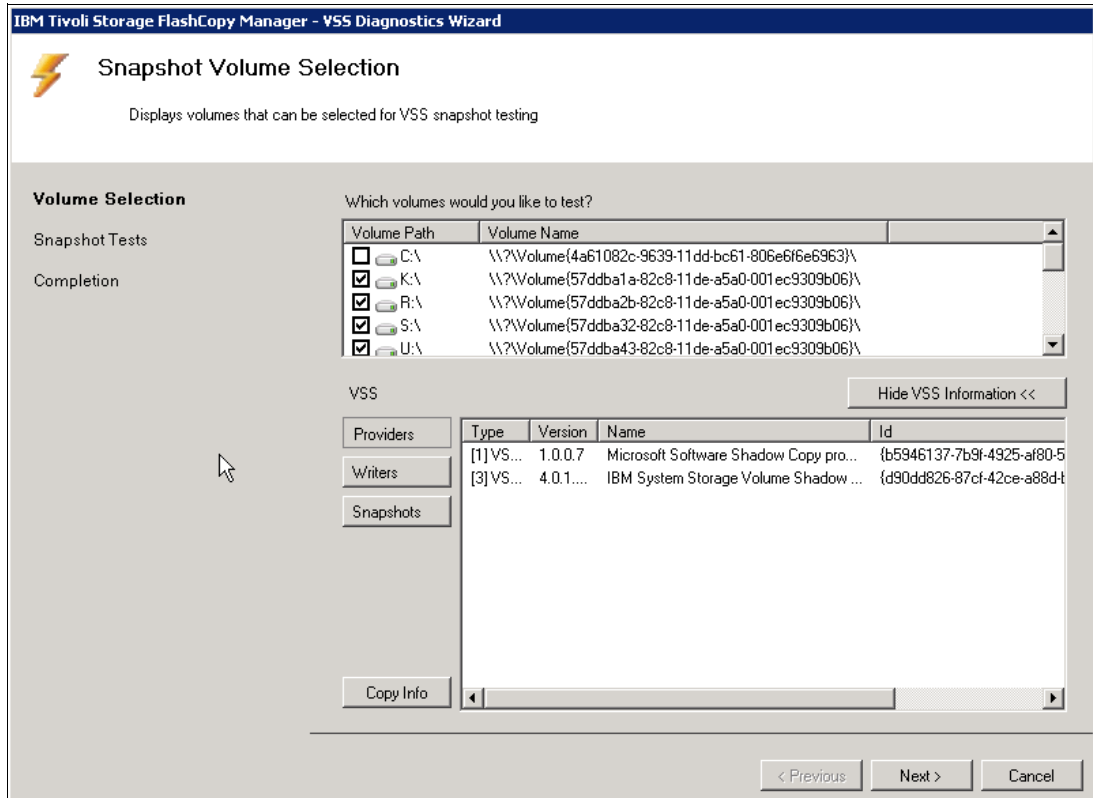 IBM Tivoli Storage FlashCopy Manager - VSS Diagnostics Wizard
Snapshot Volume Selection
Displays volumes that can be selected for VSS snapshot testing
Volume Selection
Snapshot Tests
Completion
Which volumes would you like to test?
Volume Path Volume Name
C:\ \\?\Volume{4a61082c-9639-11dd-bc61-806e6f6e6963}\
K:\ \\?\Volume{57ddba1a-82c8-11de-a5a0-001ec9309b06}\
R:\ \\?\Volume{57ddba2b-82c8-11de-a5a0-001ec9309b06}\
S:\ \\?\Volume{57ddba32-82c8-11de-a5a0-001ec9309b06}\
U:\ \\?\Volume{57ddba43-82c8-11de-a5a0-001ec9309b06}\
VSS
Hide VSS Information <<
Providers
Writers
Snapshots
Copy Info
Type Version Name Id
[1] VS... 1.0.0.7 Microsoft Software Shadow Copy pro... {b5946137-7b9f-4925-af80-5
[3] VS... 4.0.1.... IBM System Storage Volume Shadow ... {d90dd826-87cf-42ce-a88d-b
< Previous
Next >
Cancel